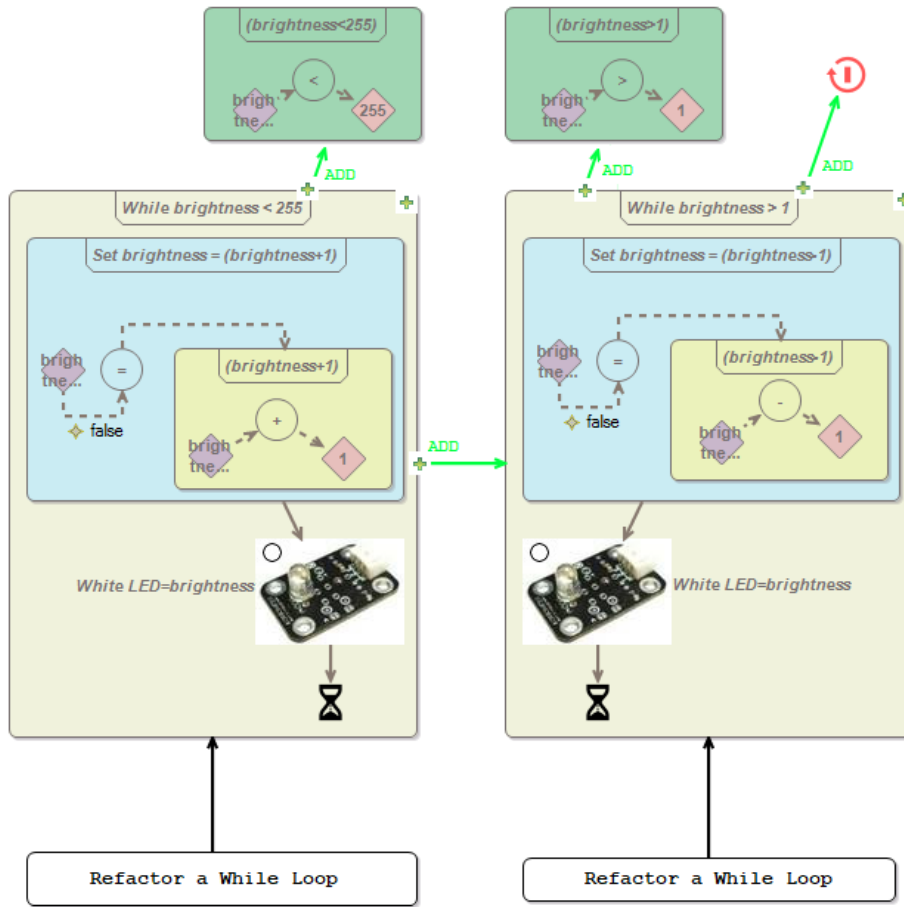 (brightness<255)
<
brigh
tne...
255
ADD
(brightness>1)
>
brigh
tne...
1
ADD
ADD
While brightness < 255
Set brightness = (brightness+1)
brigh
tne...
=
false
(brightness+1)
+
brigh
tne...
1
White LED=brightness
ADD
While brightness > 1
Set brightness = (brightness-1)
brigh
tne...
=
false
(brightness-1)
-
brigh
tne...
1
White LED=brightness
Refactor a While Loop
Refactor a While Loop